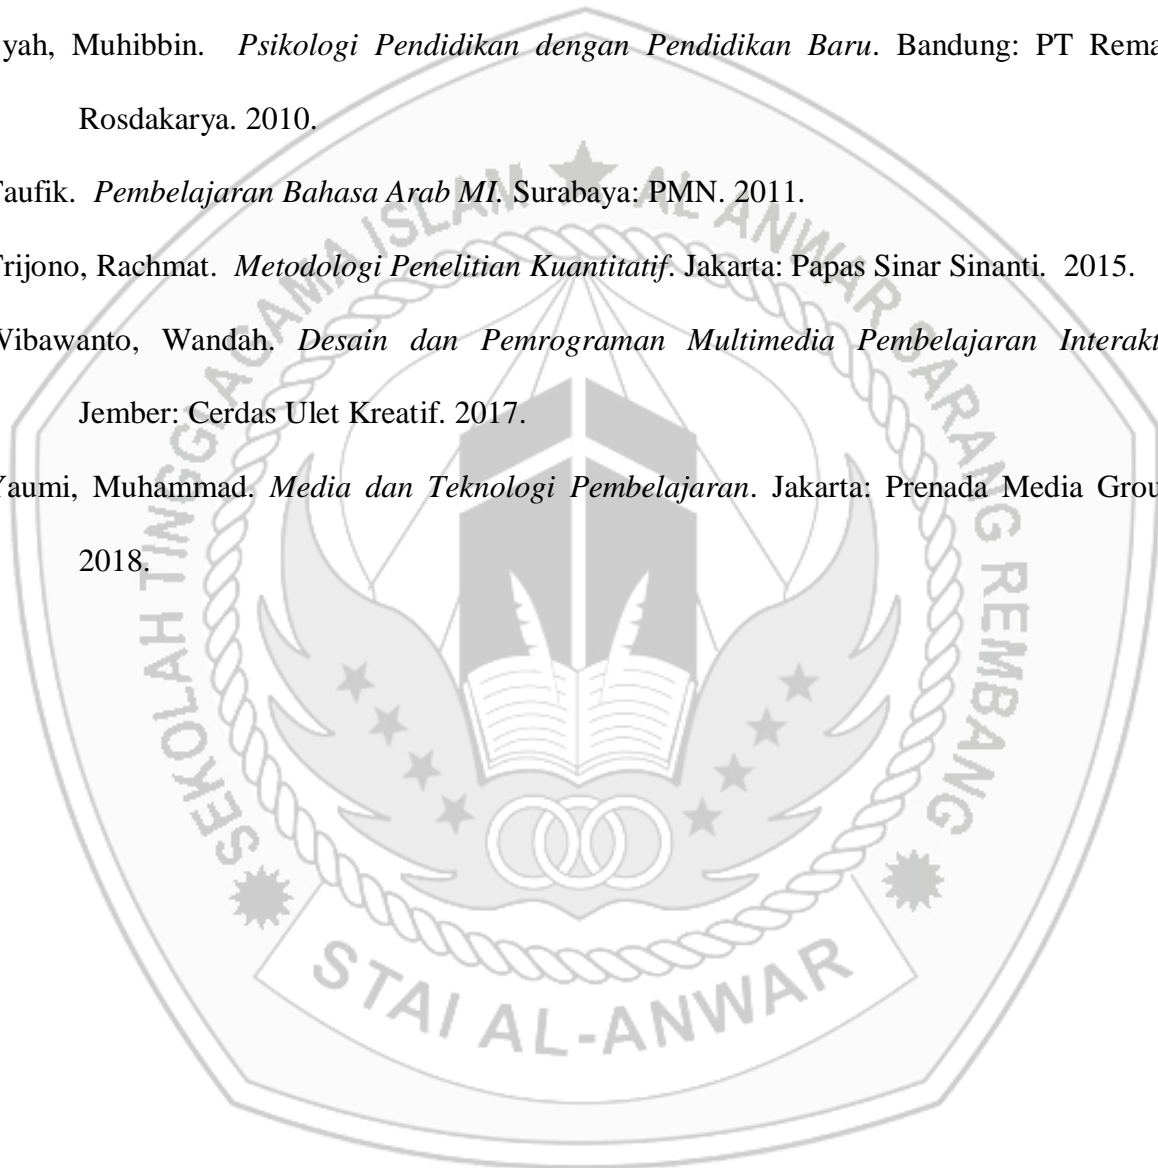 yah, Muhibbin. Psikologi Pendidikan dengan Pendidikan Baru. Bandung: PT Rema
Rosdakarya. 2010.
Taufik. Pembelajaran Bahasa Arab MI. Surabaya: PMN. 2011.
Trijono, Rachmat. Metodologi Penelitian Kuantitatif. Jakarta: Papas Sinar Sinanti. 2015.
Wibawanto, Wandah. Desain dan Pemrograman Multimedia Pembelajaran Interakt
Jember: Cerdas Ulet Kreatif. 2017.
Yaumi, Muhammad. Media dan Teknologi Pembelajaran. Jakarta: Prenada Media Grou
2018.
SEKOLAH TINGGI AGAMA ISLAM AL ANWAR SARANG REMBANG
STAI AL-ANWAR